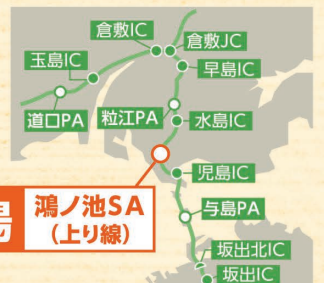 倉敷IC
倉敷JC
玉島IC
早島IC
道口PA
粒江PA
水島IC
児島IC
場
鴻ノ池SA
(上り線)
与島PA
坂出北IC
坂出IC